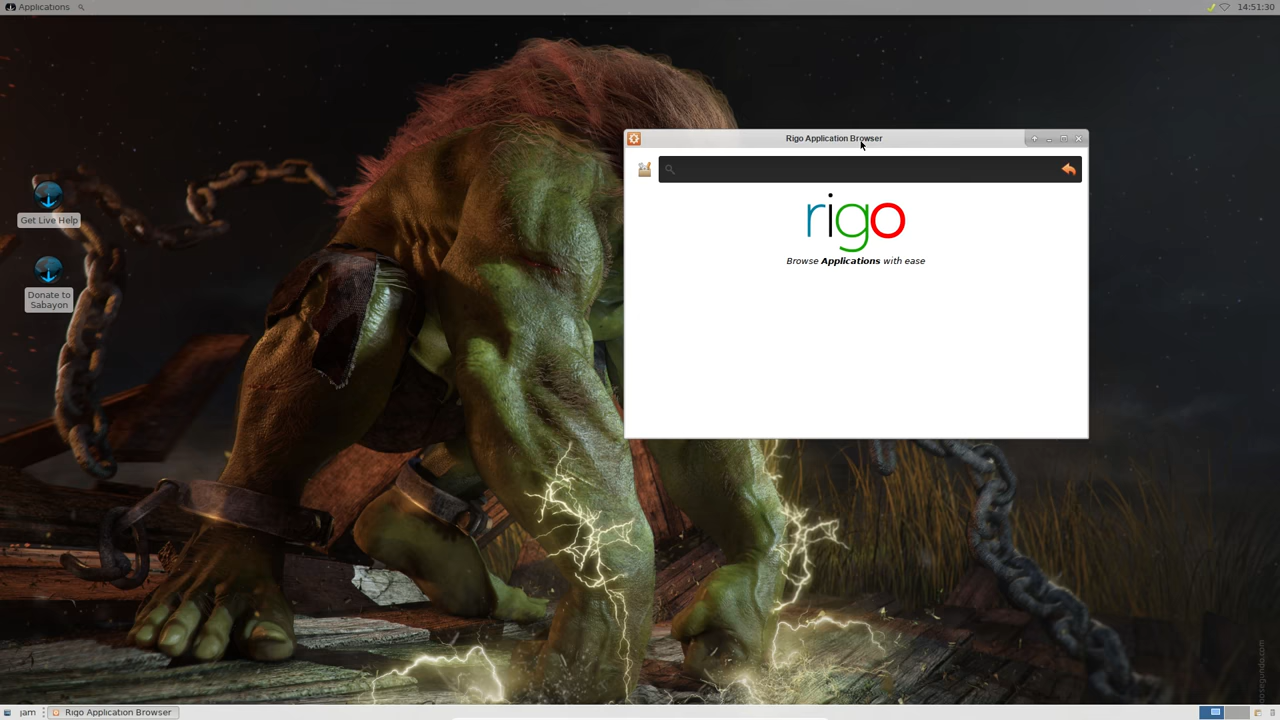 Applications
14:51:30
Rigo Application Browser
rigo
Browse Applications with ease
Get Live Help
Donate to
Sabayon
jam
Rigo Application Browser